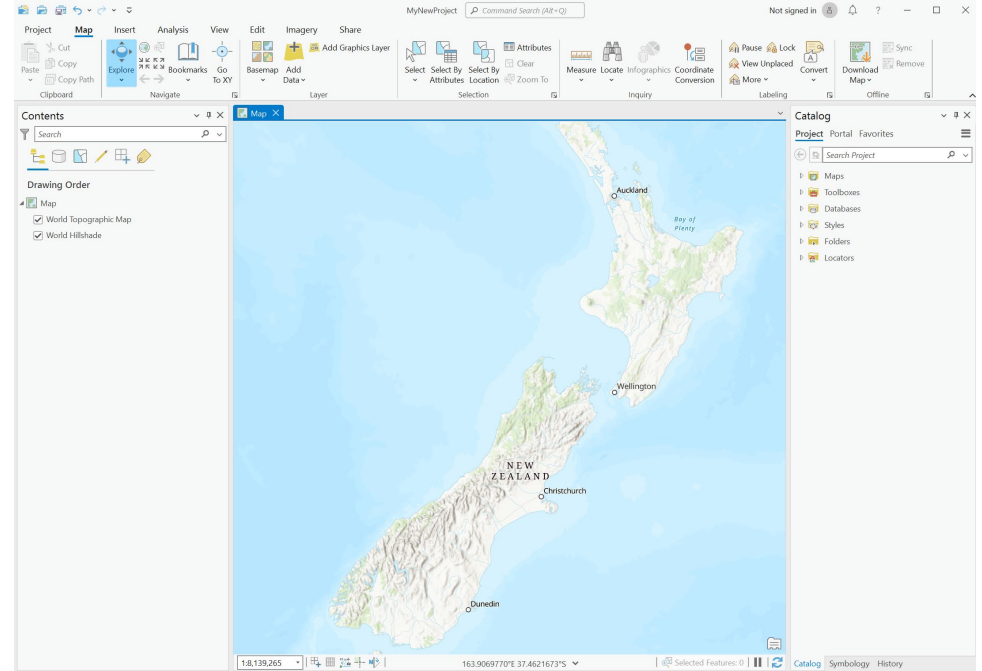 MyNewProject
Command Search (Alt+Q)
Not signed in
?
Project Map Insert Analysis View Edit Imagery Share
Paste
Cut
Copy
Copy Path
Clipboard
Explore
Bookmarks
Go
To XY
Navigate
Basemap
Add
Data
Add Graphics Layer
Layer
Select
Select By
Attributes
Select By
Location
Attributes
Clear
Zoom To
Selection
Measure
Locate
Infographics
Coordinate
Conversion
Inquiry
Pause
Lock
View Unplaced
More
Convert
Labeling
Download
Map
Sync
Remove
Offline
Contents
Search
Drawing Order
Map
World Topographic Map
World Hillshade
Map
Auckland
Bay of
Plenty
Wellington
NEW
ZEALAND
Christchurch
Dunedin
1:8,139,265
163.9069770°E 37.4621673°S
Selected Features: 0
Catalog
Project Portal Favorites
Search Project
Maps
Toolboxes
Databases
Styles
Folders
Locators
Catalog Symbology History